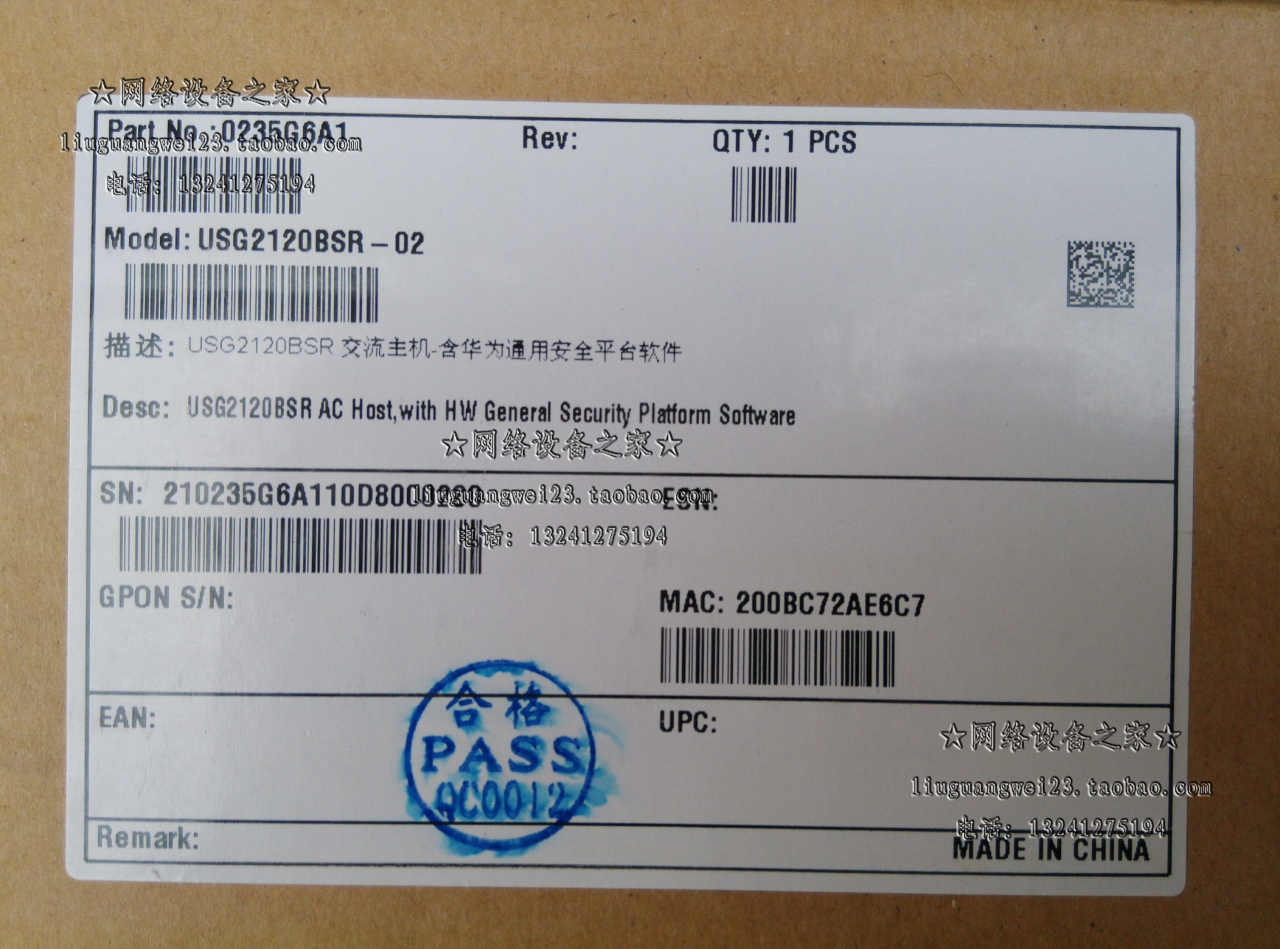 ☆网络设备之家☆
Part No.:0235G6A1 Rev: QTY: 1 PCS
liuguangwei123.taobao.com
电话: 13241275194
Model: USG2120BSR-02
描述: USG2120BSR 交流主机-含华为通用安全平台软件
Desc: USG2120BSR AC Host,with HW General Security Platform Software
☆网络设备之家☆
SN: ESN:
liuguangwei123.taobao.com
电话: 13241275194
GPON S/N: MAC: 200BC72AE6C7
合格
PASS
QC0012
EAN: UPC:
☆网络设备之家☆
liuguangwei123.taobao.com
电话: 13241275194
Remark: MADE IN CHINA